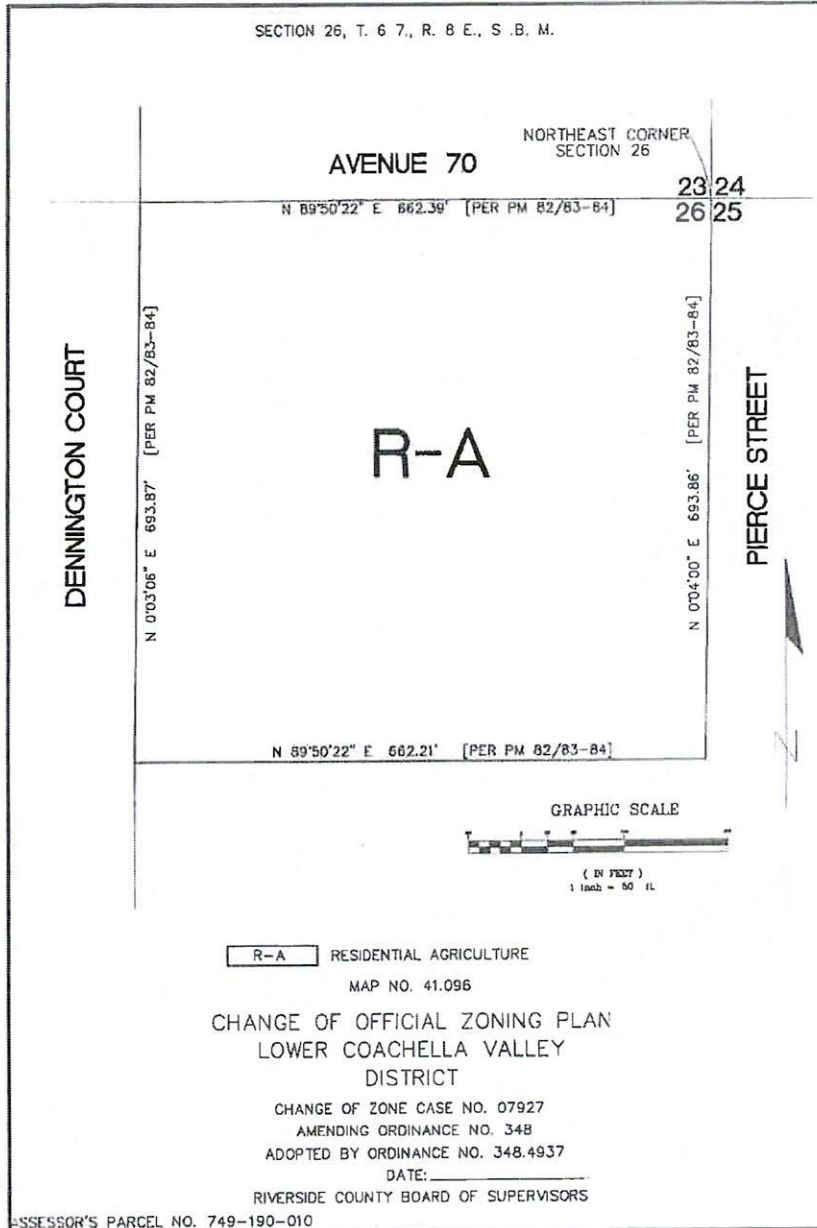 SECTION 26, T. 6 7., R. 8 E., S .B. M.
NORTHEAST CORNER
SECTION 26
AVENUE 70
23 24
26 25
N 89°50'22" E 662.39' [PER PM 82/83-84]
DENNINGTON COURT
N 0°03'06" E 693.87' [PER PM 82/83-84]
R-A
N 0°04'00" E 693.86' [PER PM 82/83-84]
PIERCE STREET
N 89°50'22" E 662.21' [PER PM 82/83-84]
GRAPHIC SCALE
( IN FEET )
1 inch = 50 ft.
R-A RESIDENTIAL AGRICULTURE
MAP NO. 41.096
CHANGE OF OFFICIAL ZONING PLAN
LOWER COACHELLA VALLEY
DISTRICT
CHANGE OF ZONE CASE NO. 07927
AMENDING ORDINANCE NO. 348
ADOPTED BY ORDINANCE NO. 348.4937
DATE:
RIVERSIDE COUNTY BOARD OF SUPERVISORS
ASSESSOR'S PARCEL NO. 749-190-010